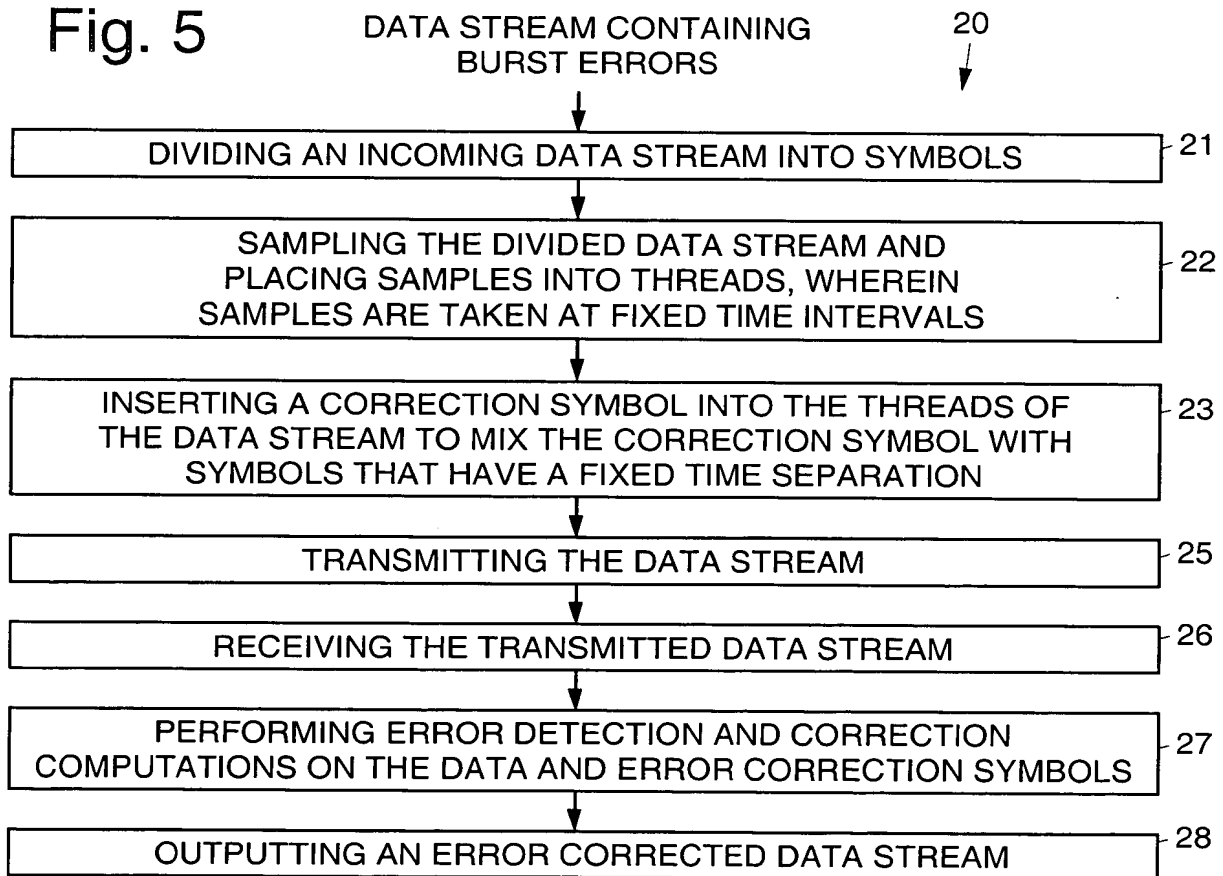 Fig. 5
DATA STREAM CONTAINING
BURST ERRORS
20
DIVIDING AN INCOMING DATA STREAM INTO SYMBOLS
21
SAMPLING THE DIVIDED DATA STREAM AND
PLACING SAMPLES INTO THREADS, WHEREIN
SAMPLES ARE TAKEN AT FIXED TIME INTERVALS
22
INSERTING A CORRECTION SYMBOL INTO THE THREADS OF
THE DATA STREAM TO MIX THE CORRECTION SYMBOL WITH
SYMBOLS THAT HAVE A FIXED TIME SEPARATION
23
TRANSMITTING THE DATA STREAM
25
RECEIVING THE TRANSMITTED DATA STREAM
26
PERFORMING ERROR DETECTION AND CORRECTION
COMPUTATIONS ON THE DATA AND ERROR CORRECTION SYMBOLS
27
OUTPUTTING AN ERROR CORRECTED DATA STREAM
28